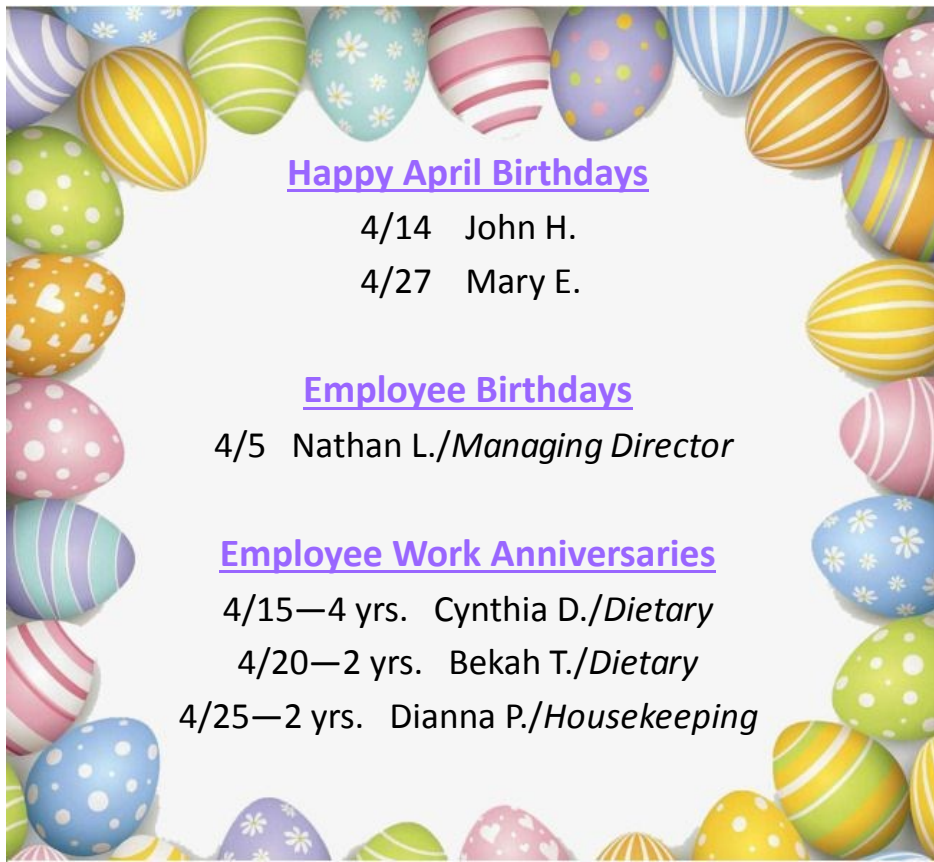 Happy April Birthdays
4/14 John H.
4/27 Mary E.
Employee Birthdays
4/5 Nathan L./Managing Director
Employee Work Anniversaries
4/15—4 yrs. Cynthia D./Dietary
4/20—2 yrs. Bekah T./Dietary
4/25—2 yrs. Dianna P./Housekeeping